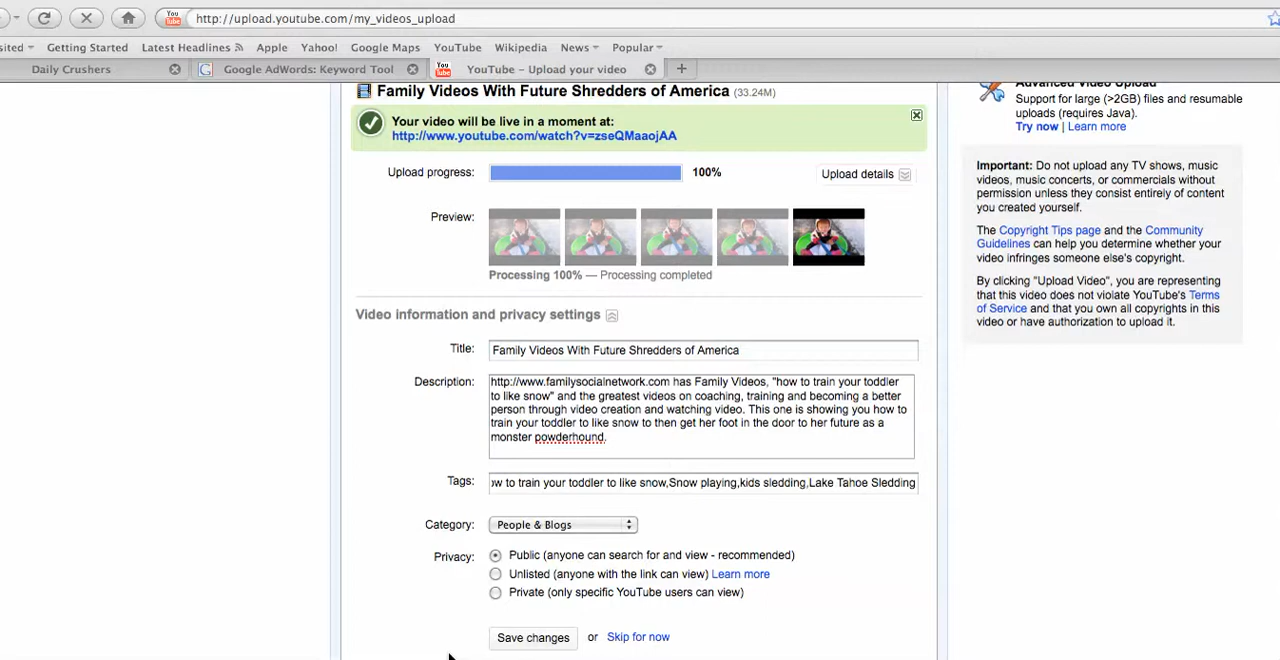 http://upload.youtube.com/my_videos_upload
sited Getting Started Latest Headlines Apple Yahoo! Google Maps YouTube Wikipedia News Popular
Daily Crushers Google AdWords: Keyword Tool YouTube - Upload your video +
Family Videos With Future Shredders of America (33.24M)
Your video will be live in a moment at:
http://www.youtube.com/watch?v=zseQMaaojAA
Upload progress: 100% Upload details
Preview:
Processing 100% — Processing completed
Video information and privacy settings
Title: Family Videos With Future Shredders of America
Description: http://www.familysocialnetwork.com has Family Videos, "how to train your toddler
to like snow" and the greatest videos on coaching, training and becoming a better
person through video creation and watching video. This one is showing you how to
train your toddler to like snow to then get her foot in the door to her future as a
monster powderhound.
Tags: ow to train your toddler to like snow,Snow playing,kids sledding,Lake Tahoe Sledding
Category: People & Blogs
Privacy: Public (anyone can search for and view - recommended)
Unlisted (anyone with the link can view) Learn more
Private (only specific YouTube users can view)
Save changes or Skip for now
Advanced Video Upload
Support for large (>2GB) files and resumable
uploads (requires Java).
Try now | Learn more
Important: Do not upload any TV shows, music
videos, music concerts, or commercials without
permission unless they consist entirely of content
you created yourself.
The Copyright Tips page and the Community
Guidelines can help you determine whether your
video infringes someone else's copyright.
By clicking "Upload Video", you are representing
that this video does not violate YouTube's Terms
of Service and that you own all copyrights in this
video or have authorization to upload it.